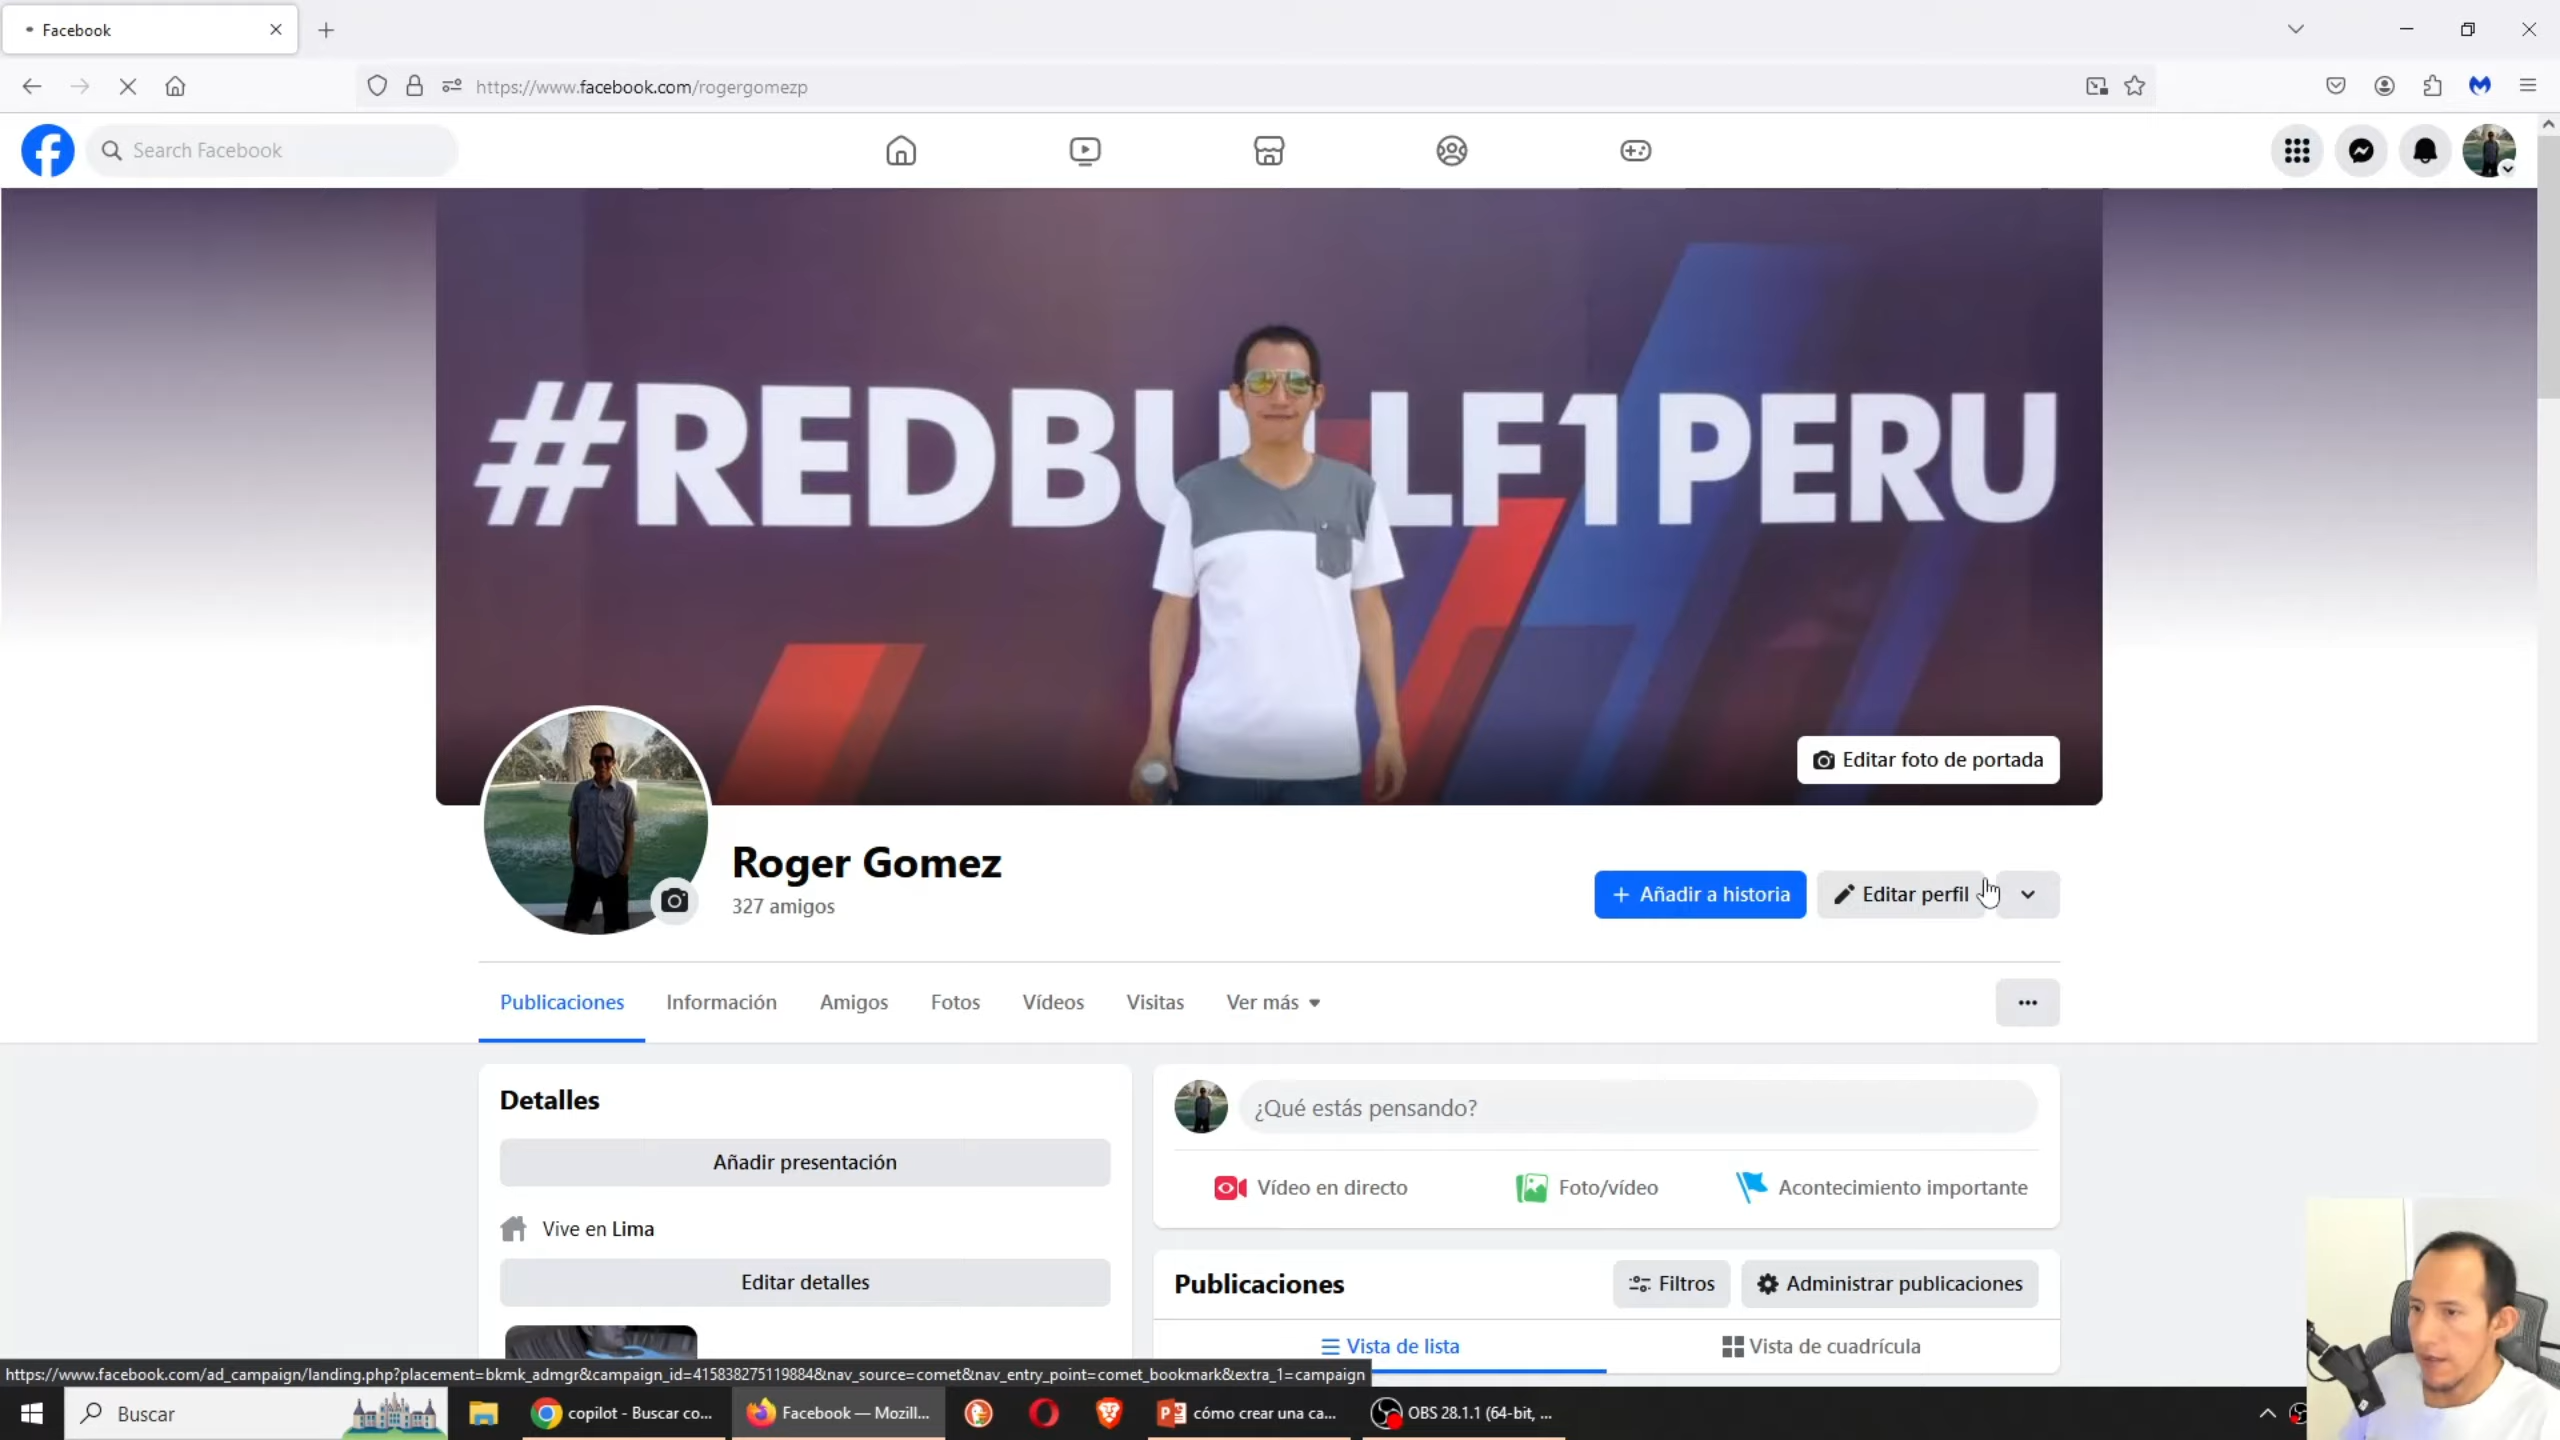 Facebook
https://www.facebook.com/rogergomezp
Search Facebook
#REDBU LF1PERU
Editar foto de portada
Roger Gomez
327 amigos
Añadir a historia
Editar perfil
Publicaciones
Información
Amigos
Fotos
Vídeos
Visitas
Ver más
Detalles
Añadir presentación
Vive en Lima
Editar detalles
¿Qué estás pensando?
Vídeo en directo
Foto/vídeo
Acontecimiento importante
Publicaciones
Filtros
Administrar publicaciones
Vista de lista
Vista de cuadrícula
https://www.facebook.com/ad_campaign/landing.php?placement=bkmk_admgr&campaign_id=415838275119884&nav_source=comet&nav_entry_point=comet_bookmark&extra_1=campaign
Buscar
copilot - Buscar co...
Facebook — Mozill...
cómo crear una ca...
OBS 28.1.1 (64-bit, ...